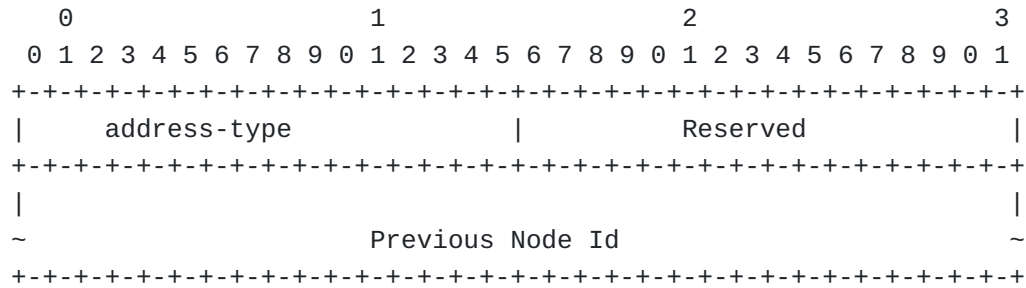 0                   1                   2                   3
 0 1 2 3 4 5 6 7 8 9 0 1 2 3 4 5 6 7 8 9 0 1 2 3 4 5 6 7 8 9 0 1
+-+-+-+-+-+-+-+-+-+-+-+-+-+-+-+-+-+-+-+-+-+-+-+-+-+-+-+-+-+-+-+-+
|     address-type              |          Reserved             |
+-+-+-+-+-+-+-+-+-+-+-+-+-+-+-+-+-+-+-+-+-+-+-+-+-+-+-+-+-+-+-+-+
|                                                               |
~                      Previous Node Id                         ~
+-+-+-+-+-+-+-+-+-+-+-+-+-+-+-+-+-+-+-+-+-+-+-+-+-+-+-+-+-+-+-+-+